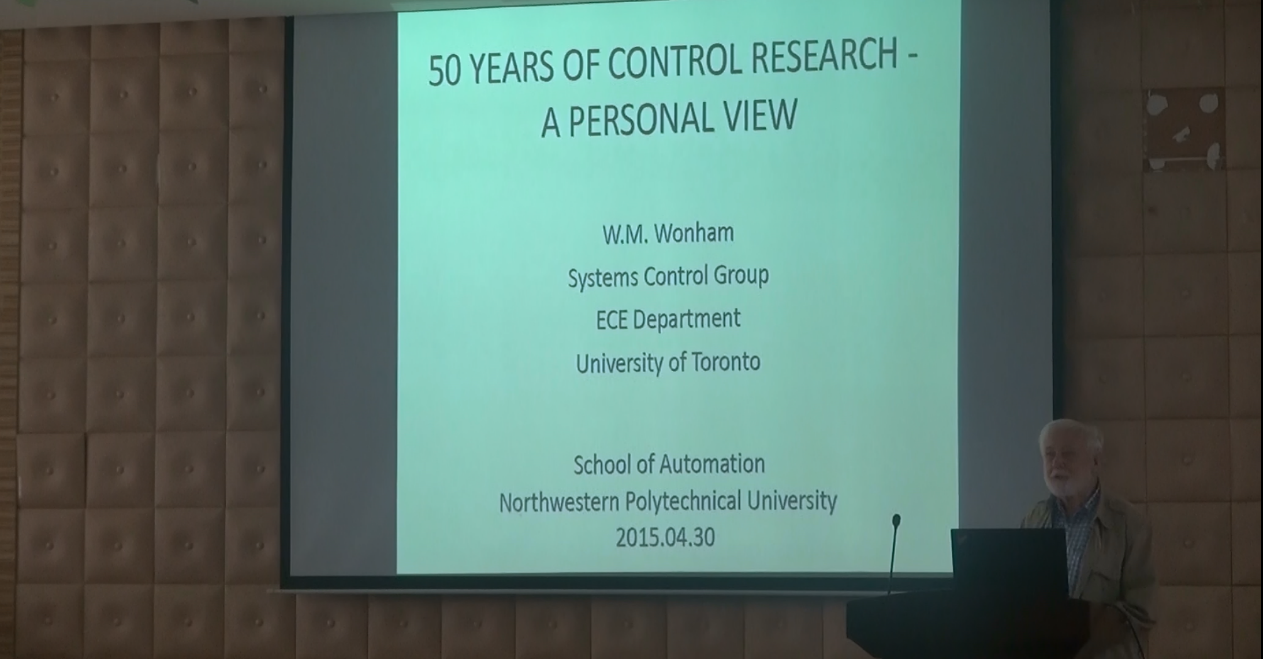 50 YEARS OF CONTROL RESEARCH -
A PERSONAL VIEW
W.M. Wonham
Systems Control Group
ECE Department
University of Toronto
School of Automation
Northwestern Polytechnical University
2015.04.30